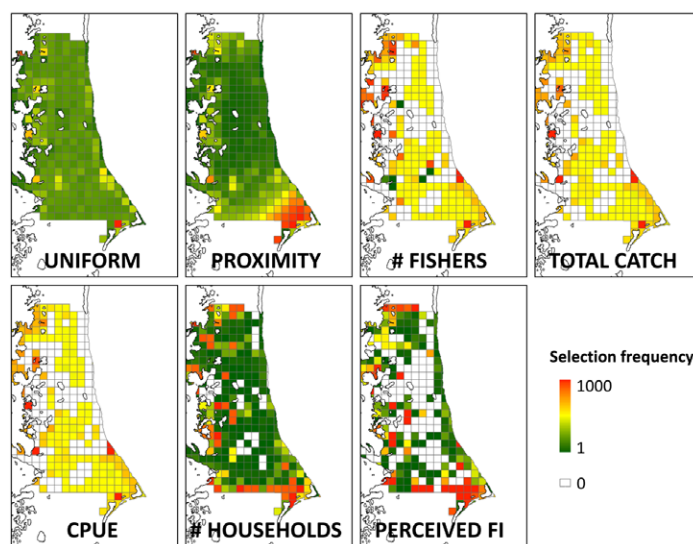 UNIFORM
PROXIMITY
# FISHERS
TOTAL CATCH
CPUE
# HOUSEHOLDS
PERCEIVED FI
Selection frequency
1000
1
0